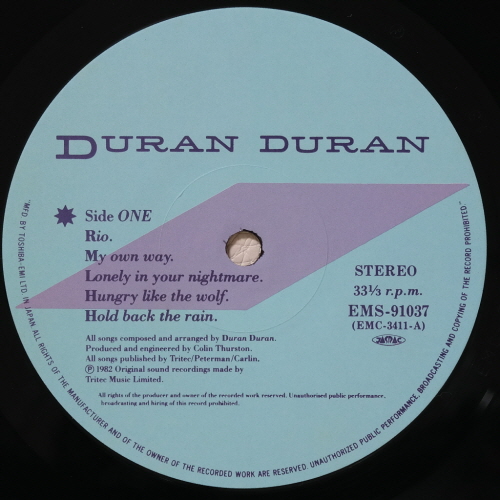 DURAN DURAN
Side ONE
Rio.
My own way.
Lonely in your nightmare.
Hungry like the wolf.
Hold back the rain.
STEREO
33⅓ r.p.m.
EMS-91037
(EMC-3411-A)
JASRAC
All songs composed and arranged by Duran Duran.
Produced and engineered by Colin Thurston.
All songs published by Tritec/Peterman/Carlin.
Ⓟ 1982 Original sound recordings made by
Tritec Music Limited.
All rights of the producer and owner of the recorded work reserved. Unauthorised public performance,
broadcasting and hiring of this record prohibited.
"MF'D BY TOSHIBA-EMI LTD. IN JAPAN ALL RIGHTS OF THE MANUFACTURER AND OF THE OWNER OF THE RECORDED WORK ARE RESERVED. UNAUTHORIZED PUBLIC PERFORMANCE, BROADCASTING AND COPYING OF THE RECORD PROHIBITED."